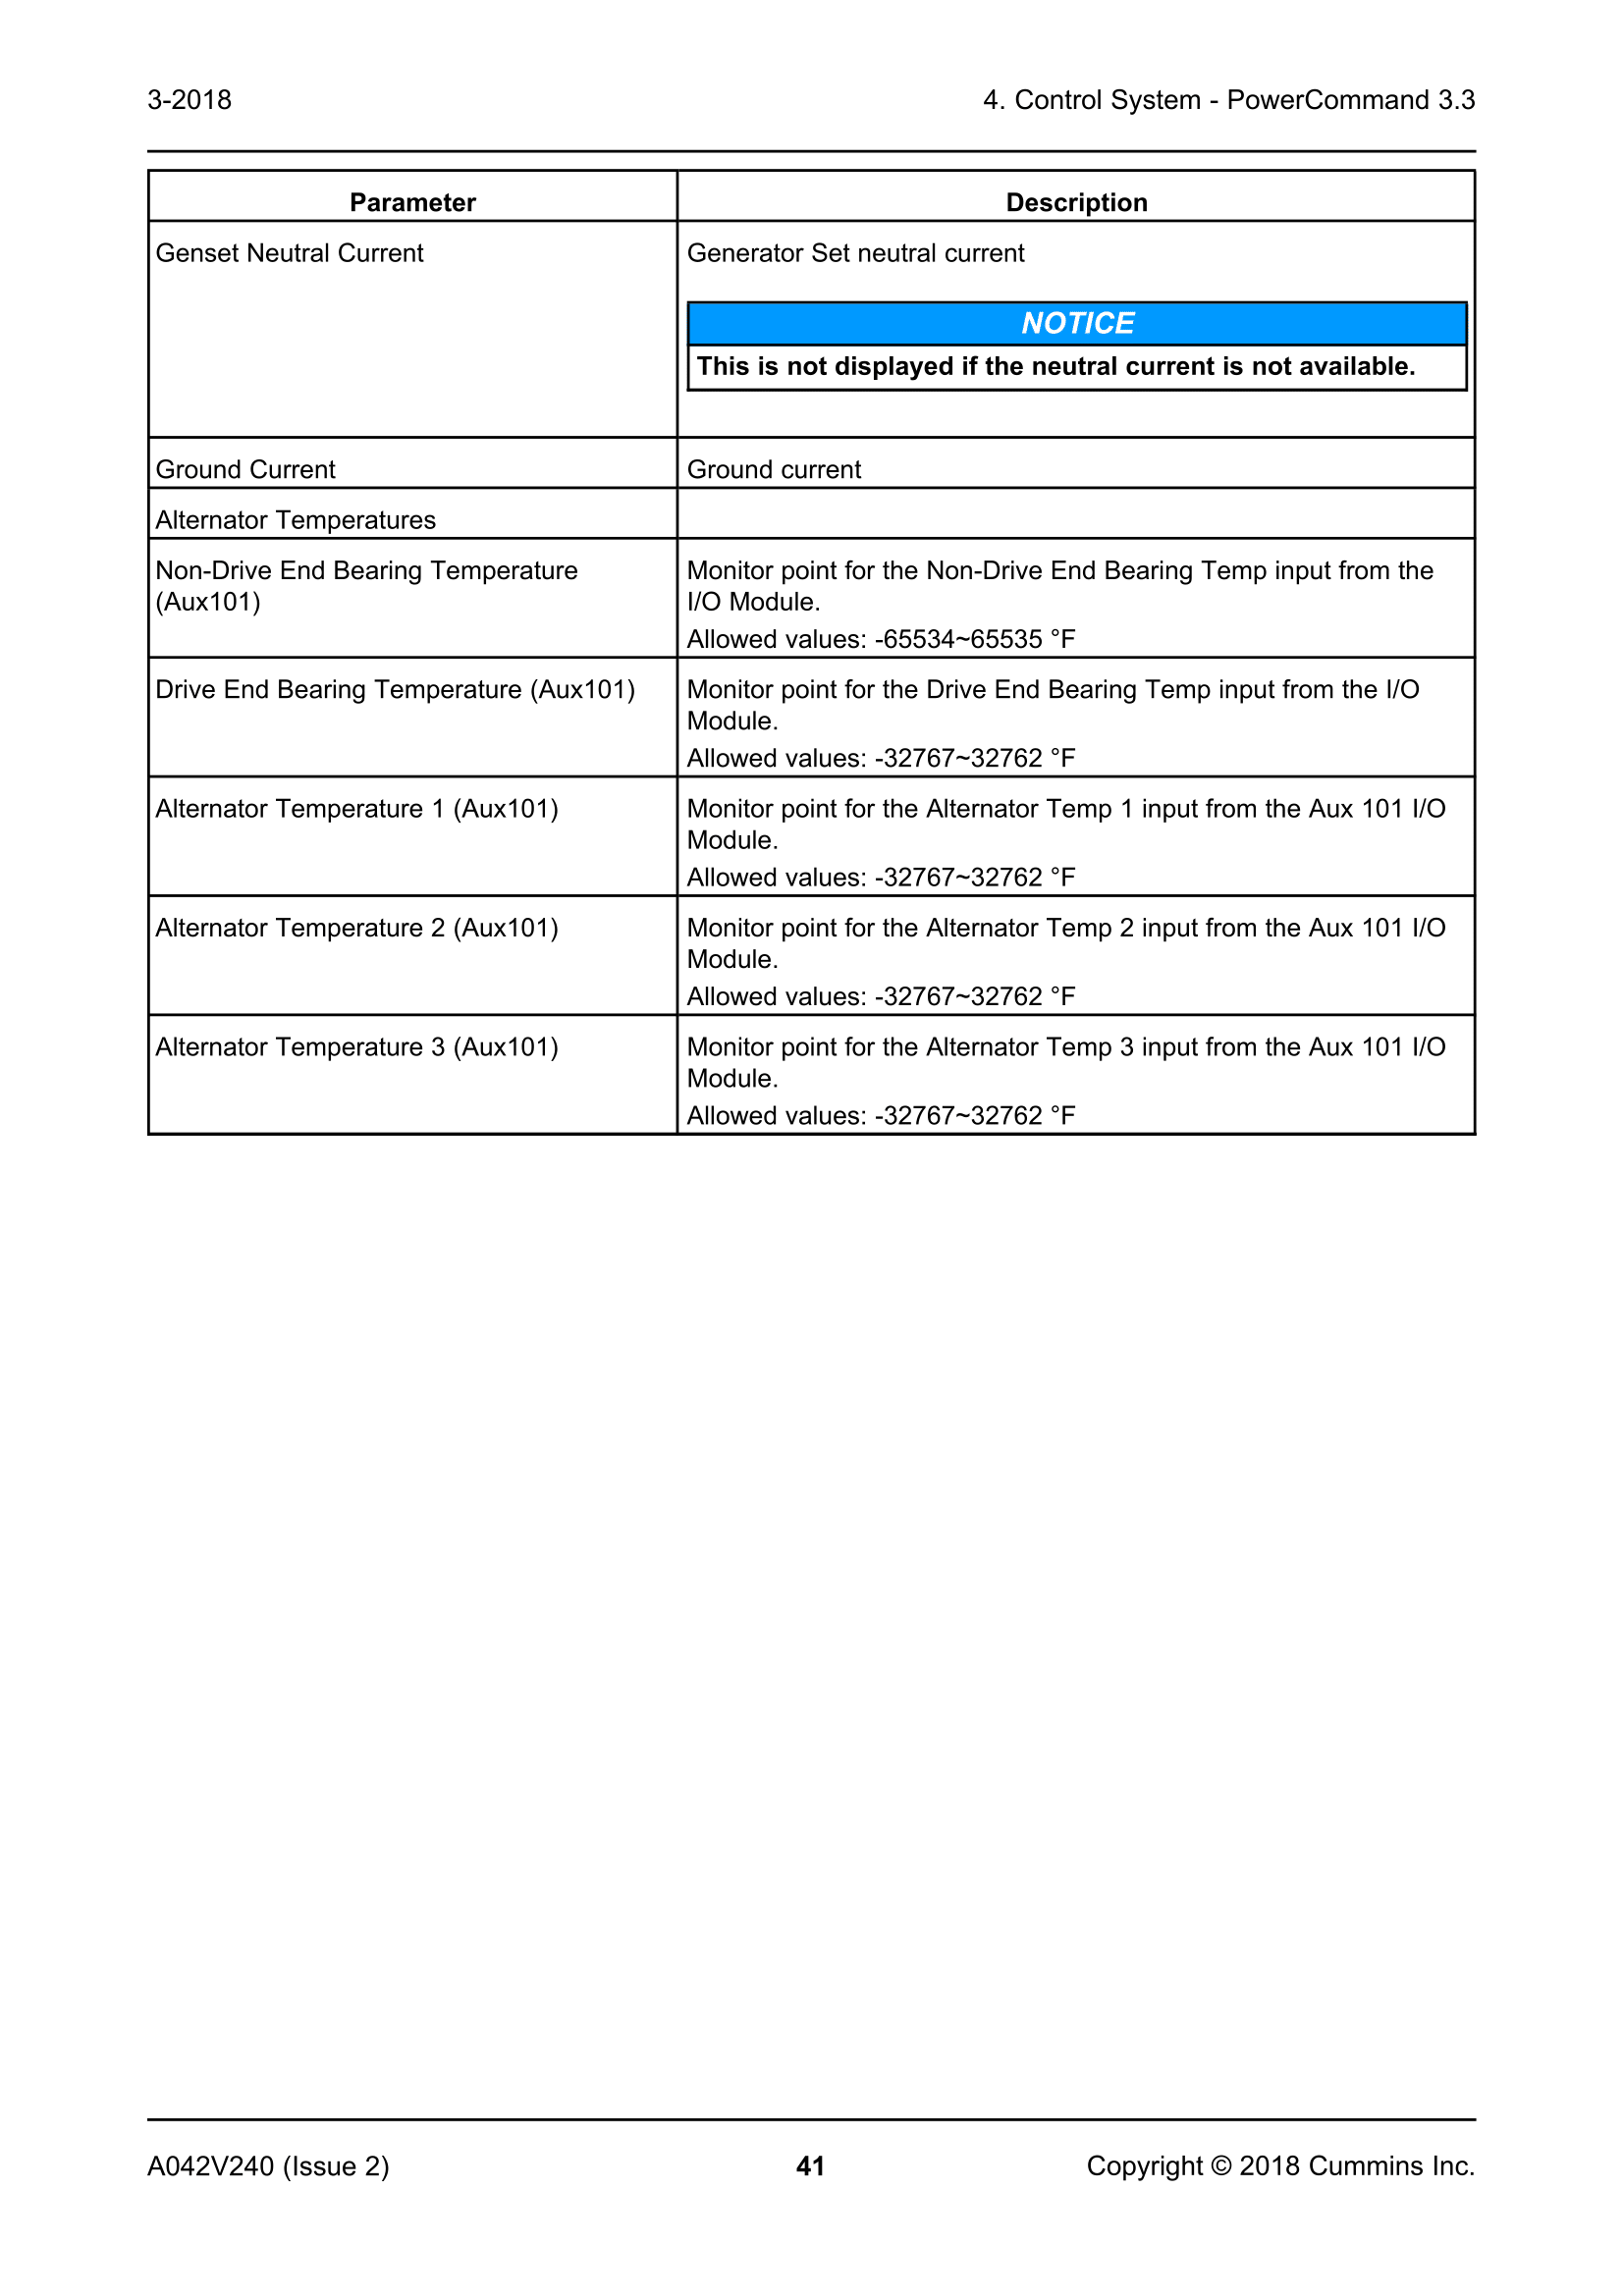 3-2018
4. Control System - PowerCommand 3.3
Parameter
Description
Genset Neutral Current
Generator Set neutral current
NOTICE
This is not displayed if the neutral current is not available.
Ground Current
Ground current
Alternator Temperatures
Non-Drive End Bearing Temperature
(Aux101)
Monitor point for the Non-Drive End Bearing Temp input from the
I/O Module.
Allowed values: -65534~65535 °F
Drive End Bearing Temperature (Aux101)
Monitor point for the Drive End Bearing Temp input from the I/O
Module.
Allowed values: -32767~32762 °F
Alternator Temperature 1 (Aux101)
Monitor point for the Alternator Temp 1 input from the Aux 101 I/O
Module.
Allowed values: -32767~32762 °F
Alternator Temperature 2 (Aux101)
Monitor point for the Alternator Temp 2 input from the Aux 101 I/O
Module.
Allowed values: -32767~32762 °F
Alternator Temperature 3 (Aux101)
Monitor point for the Alternator Temp 3 input from the Aux 101 I/O
Module.
Allowed values: -32767~32762 °F
A042V240 (Issue 2)
41
Copyright © 2018 Cummins Inc.